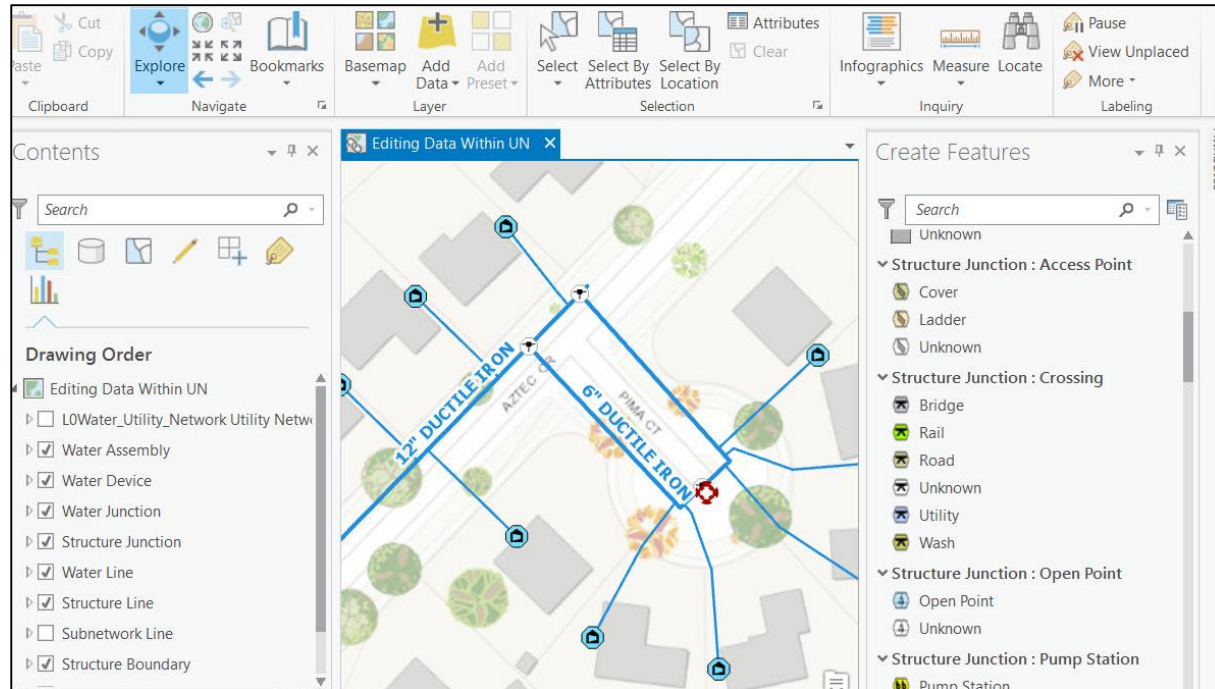 Cut
Copy
Paste
Clipboard
Explore
Bookmarks
Navigate
Basemap
Add
Data
Add
Preset
Layer
Select
Select By
Attributes
Select By
Location
Attributes
Clear
Selection
Infographics
Measure
Locate
Inquiry
Pause
View Unplaced
More
Labeling
Contents
Search
Drawing Order
Editing Data Within UN
L0Water_Utility_Network Utility Netw
Water Assembly
Water Device
Water Junction
Structure Junction
Water Line
Structure Line
Subnetwork Line
Structure Boundary
Editing Data Within UN
12" DUCTILE IRON
AZTEC
6" DUCTILE IRON
PIMA CT
Create Features
Search
Unknown
Structure Junction : Access Point
Cover
Ladder
Unknown
Structure Junction : Crossing
Bridge
Rail
Road
Unknown
Utility
Wash
Structure Junction : Open Point
Open Point
Unknown
Structure Junction : Pump Station
Pump Station